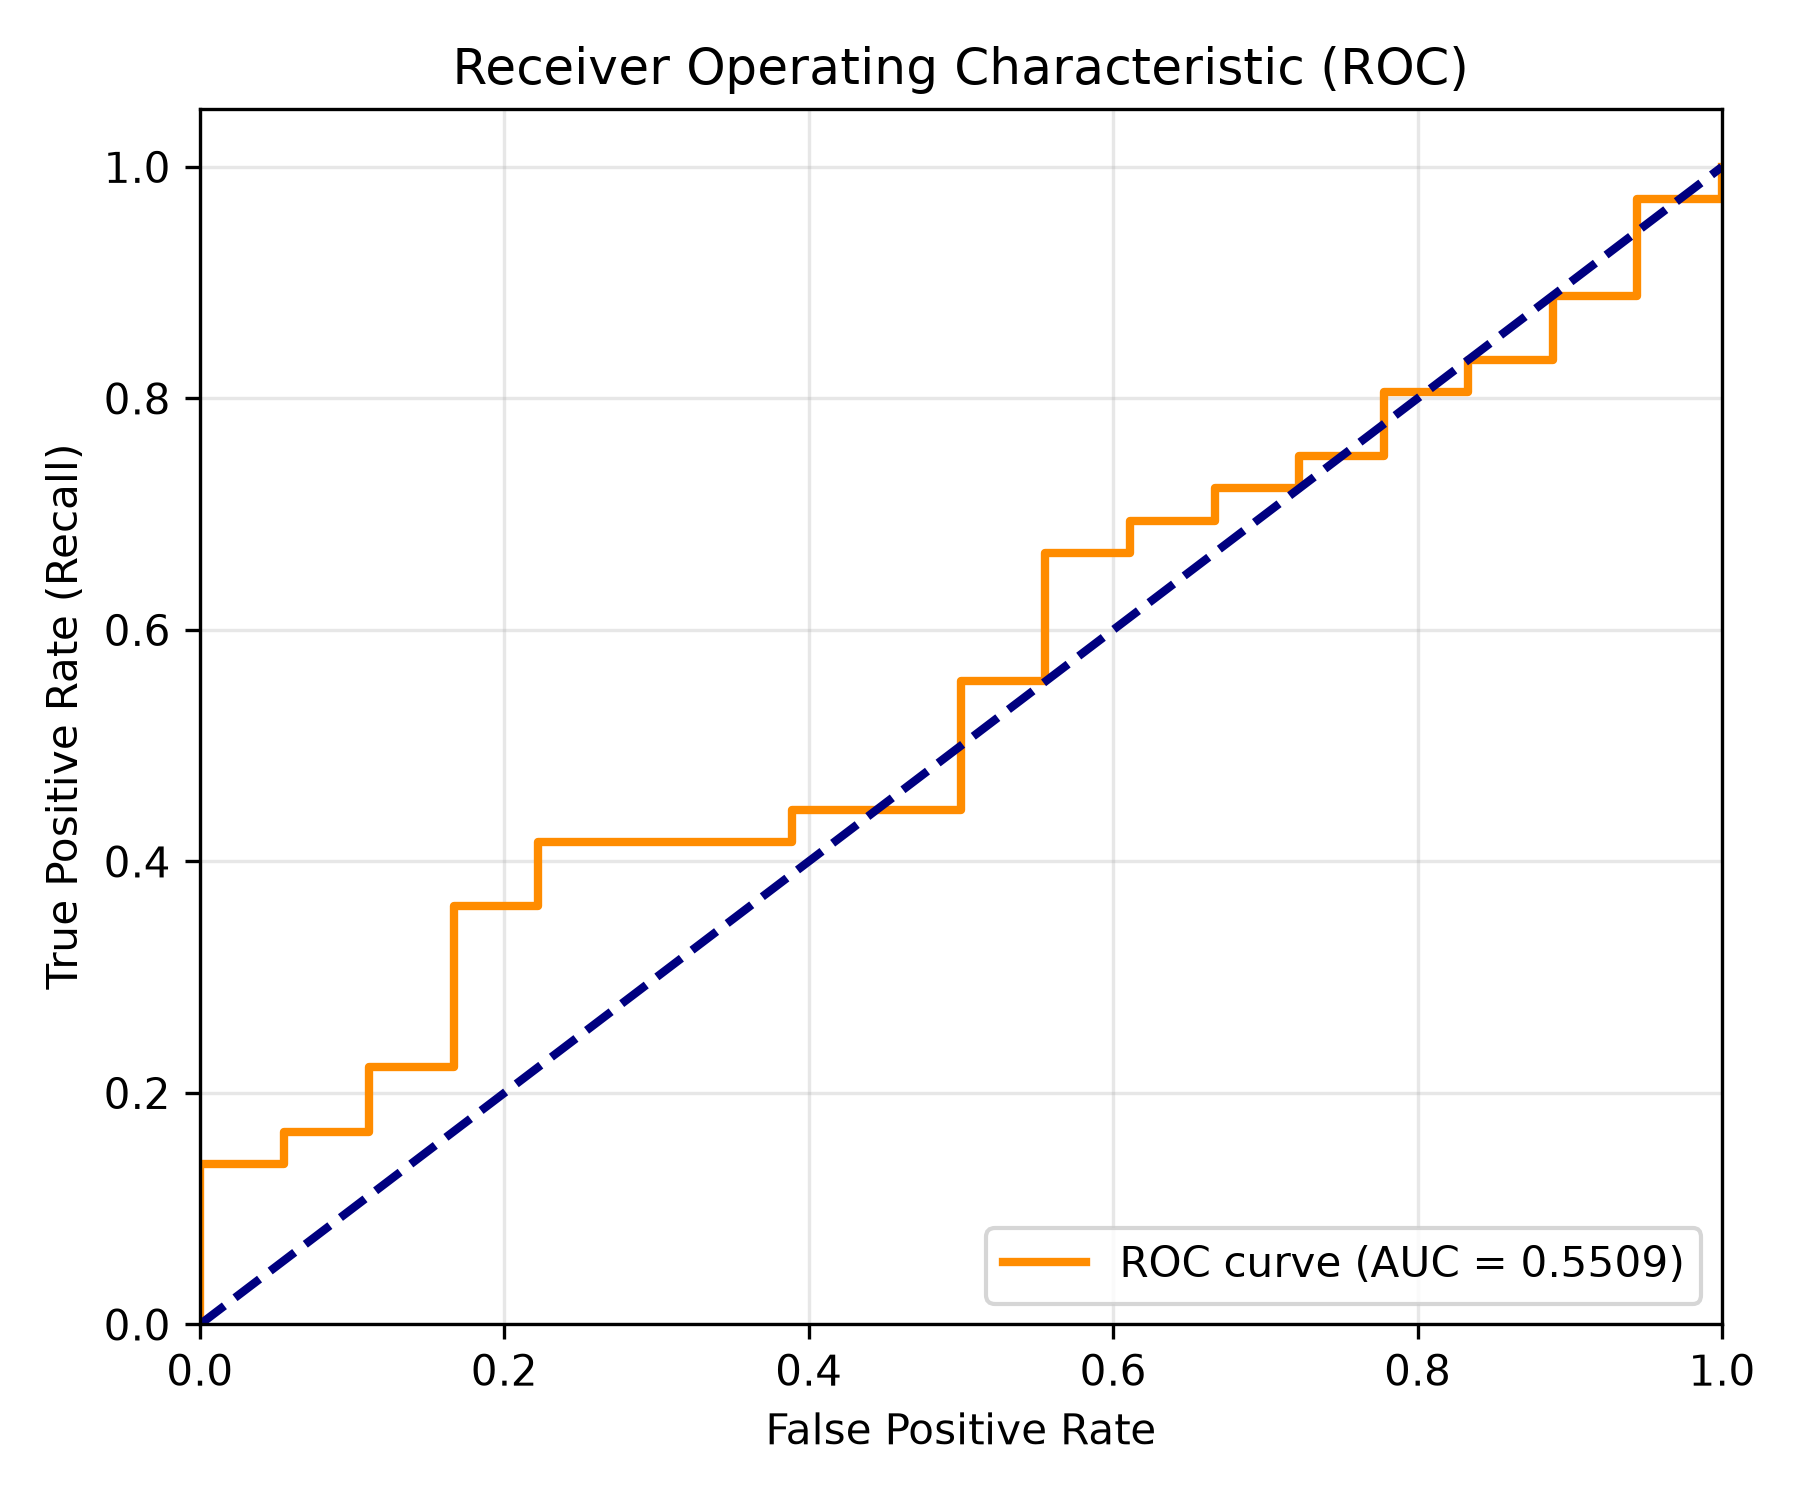 Receiver Operating Characteristic (ROC)
1.0
0.8
0.6
0.4
0.2
0.0
True Positive Rate (Recall)
ROC curve (AUC = 0.5509)
0.0 0.2 0.4 0.6 0.8 1.0
False Positive Rate